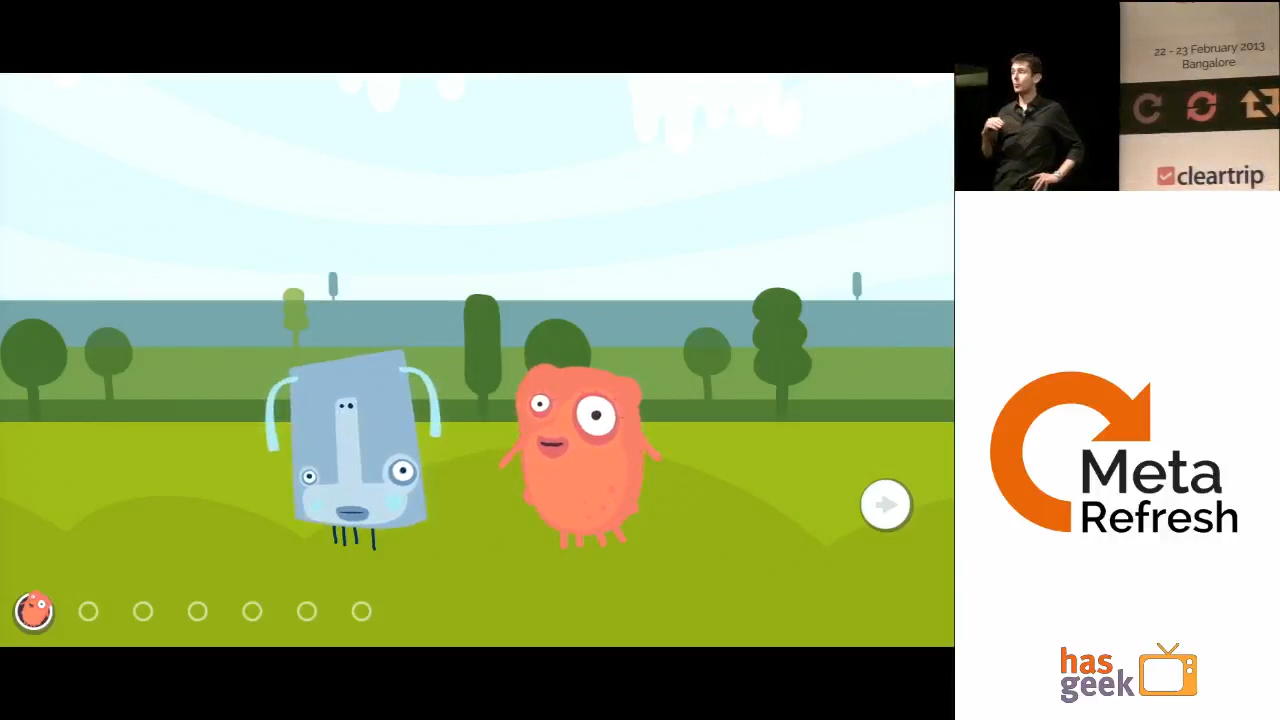 22 - 23 February 2013
Bangalore
cleartrip
Meta
Refresh
has
geek